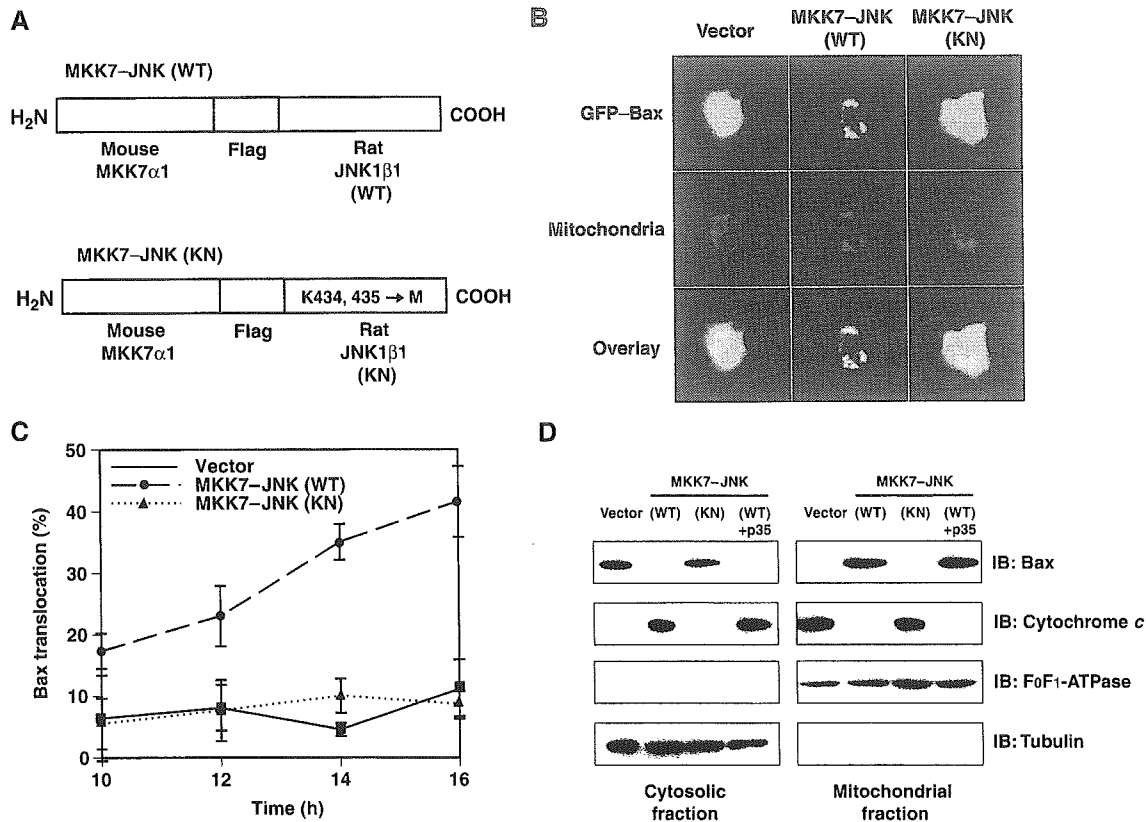 A
MKK7–JNK (WT)
H2N
COOH
Mouse
MKK7α1
Flag
Rat
JNK1β1
(WT)
MKK7–JNK (KN)
H2N
K434, 435 → M
COOH
Mouse
MKK7α1
Flag
Rat
JNK1β1
(KN)
B
Vector
MKK7–JNK
(WT)
MKK7–JNK
(KN)
GFP–Bax
Mitochondria
Overlay
C
Bax translocation (%)
50
40
30
20
10
0
Vector
MKK7–JNK (WT)
MKK7–JNK (KN)
10
12
14
16
Time (h)
D
MKK7–JNK
Vector (WT) (KN) (WT)
+p35
MKK7–JNK
Vector (WT) (KN) (WT)
+p35
IB: Bax
IB: Cytochrome c
IB: F0F1-ATPase
IB: Tubulin
Cytosolic
fraction
Mitochondrial
fraction